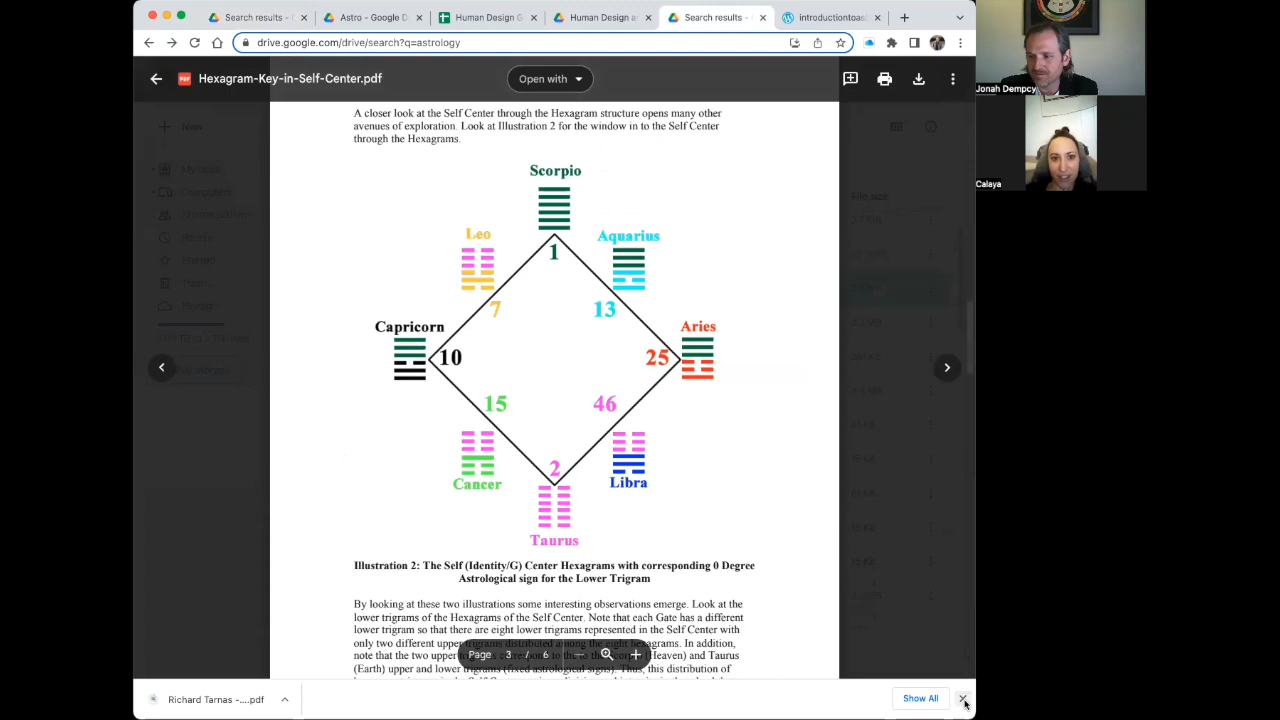 Search results - 
Astro - Google D
Human Design G
Human Design a
Search results - 
introductiontoas
drive.google.com/drive/search?q=astrology
Hexagram-Key-in-Self-Center.pdf
Open with
Jonah Dempcy
Calaya
New
File size
A closer look at the Self Center through the Hexagram structure opens many other
avenues of exploration. Look at Illustration 2 for the window in to the Self Center
through the Hexagrams.
Scorpio
Leo
Aquarius
1
7
13
Capricorn
Aries
10
25
15
46
2
Cancer
Libra
Taurus
Illustration 2: The Self (Identity/G) Center Hexagrams with corresponding 0 Degree
Astrological sign for the Lower Trigram
By looking at these two illustrations some interesting observations emerge. Look at the
lower trigrams of the Hexagrams of the Self Center. Note that each Gate has a different
lower trigram so that there are eight lower trigrams represented in the Self Center with
only two different upper trigrams distributed among the eight hexagrams. In addition,
note that the two upper trigrams correspond to the Scorpio (Heaven) and Taurus
(Earth) upper and lower trigrams (fixed astrological signs). Thus, this distribution of
Page 3 / 6
Richard Tarnas -....pdf
Show All